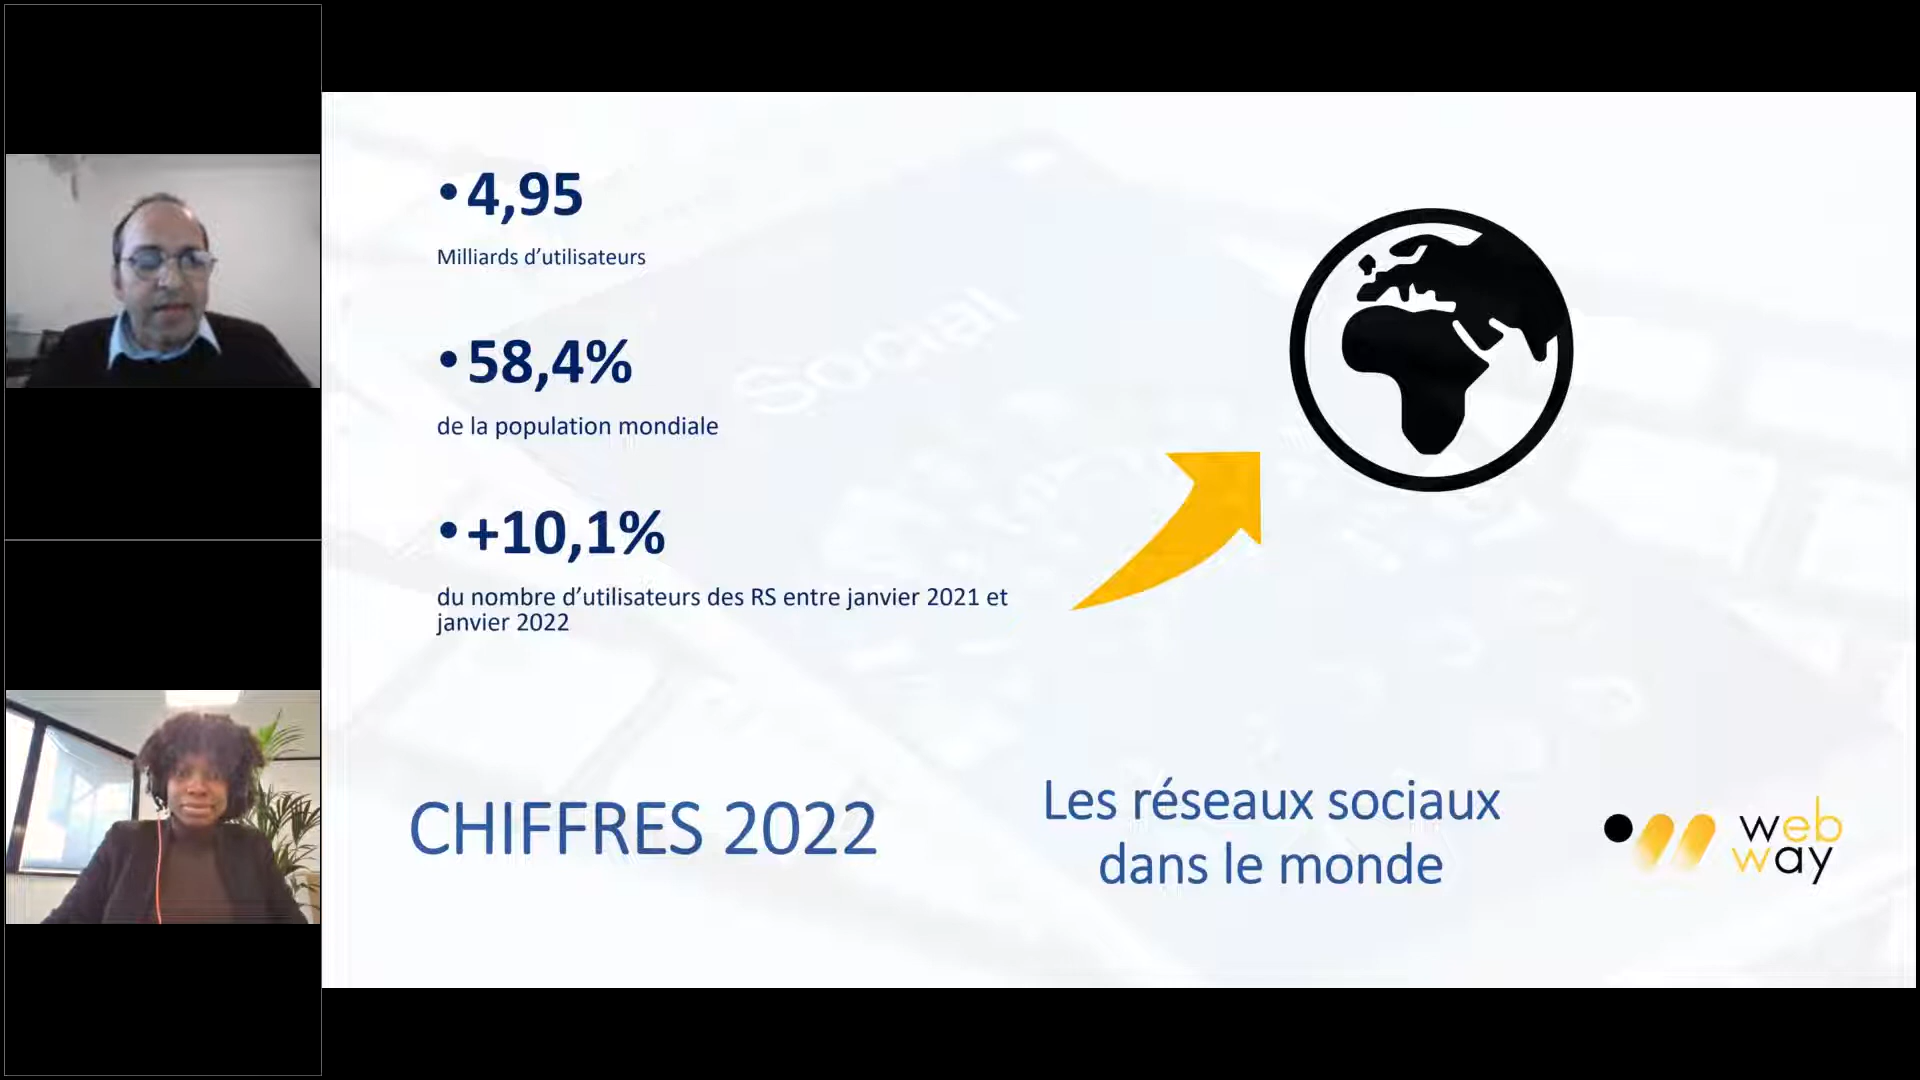 •4,95
Milliards d’utilisateurs
•58,4%
de la population mondiale
•+10,1%
du nombre d’utilisateurs des RS entre janvier 2021 et
janvier 2022
Social
CHIFFRES 2022
Les réseaux sociaux
dans le monde
web
way